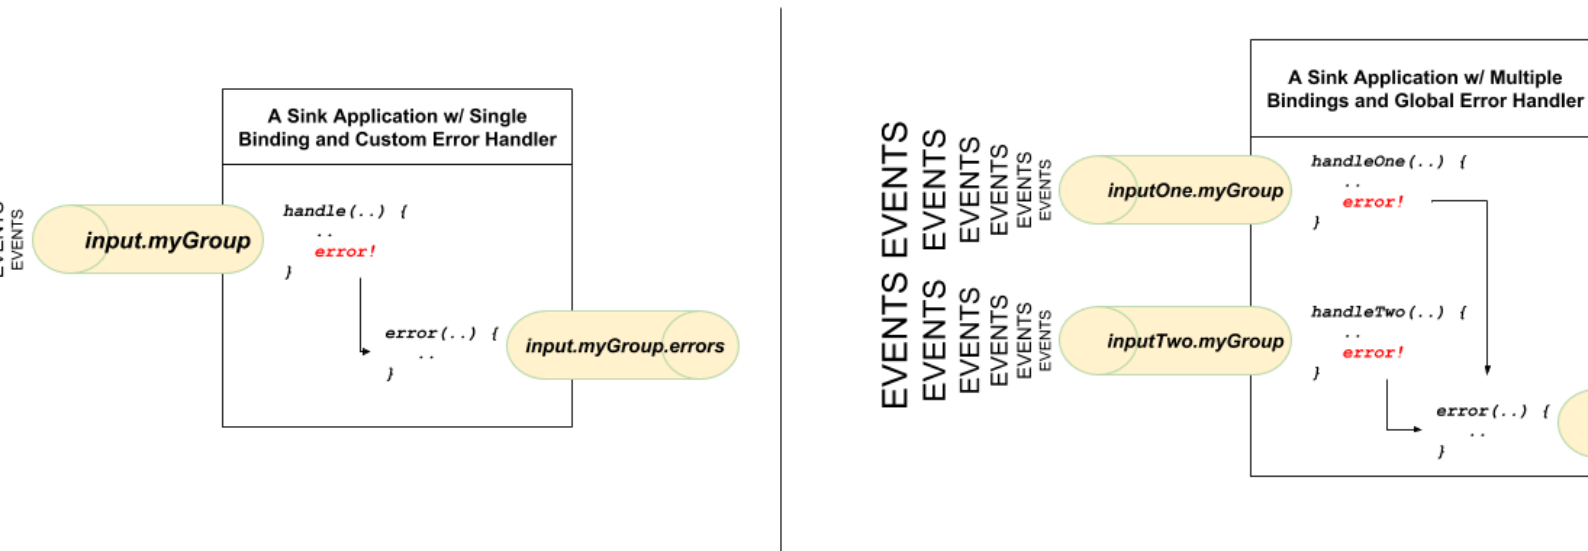 A Sink Application w/ Single
Binding and Custom Error Handler
EVENTS
EVENTS
input.myGroup
handle(..) {
..
error!
}
error(..) {
..
}
input.myGroup.errors
A Sink Application w/ Multiple
Bindings and Global Error Handler
EVENTS
EVENTS
EVENTS
EVENTS
EVENTS
EVENTS
inputOne.myGroup
handleOne(..) {
..
error!
}
EVENTS
EVENTS
EVENTS
EVENTS
EVENTS
EVENTS
inputTwo.myGroup
handleTwo(..) {
..
error!
}
error(..) {
..
}